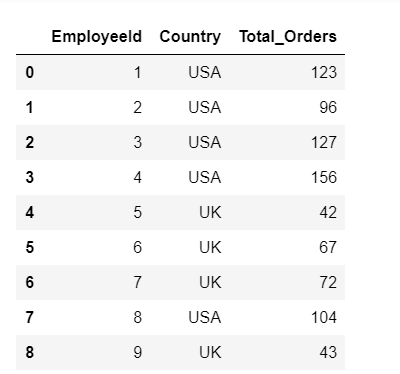 EmployeeId Country Total_Orders
0 1 USA 123
1 2 USA 96
2 3 USA 127
3 4 USA 156
4 5 UK 42
5 6 UK 67
6 7 UK 72
7 8 USA 104
8 9 UK 43